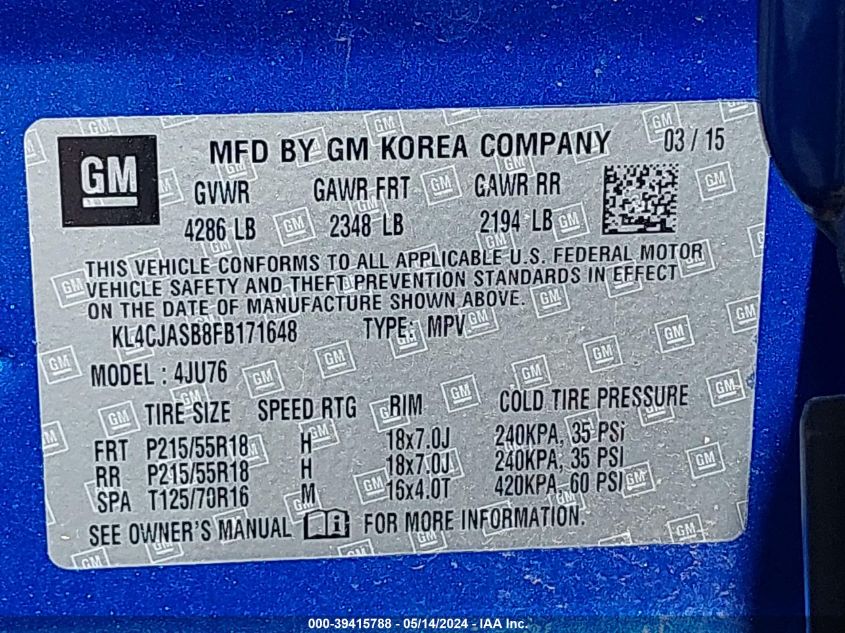 GM MFD BY GM KOREA COMPANY 03 / 15
GVWR GAWR FRT GAWR RR
4286 LB 2348 LB 2194 LB
THIS VEHICLE CONFORMS TO ALL APPLICABLE U.S. FEDERAL MOTOR
VEHICLE SAFETY AND THEFT PREVENTION STANDARDS IN EFFECT
ON THE DATE OF MANUFACTURE SHOWN ABOVE.
KL4CJASB8FB171648 TYPE: MPV
MODEL : 4JU76
TIRE SIZE SPEED RTG RIM COLD TIRE PRESSURE
FRT P215/55R18 H 18x7.0J 240KPA, 35 PSi
RR P215/55R18 H 18x7.0J 240KPA, 35 PSI
SPA T125/70R16 M 16x4.0T 420KPA, 60 PSI
SEE OWNER'S MANUAL i FOR MORE INFORMATION.
000-39415788 - 05/14/2024 - IAA Inc.